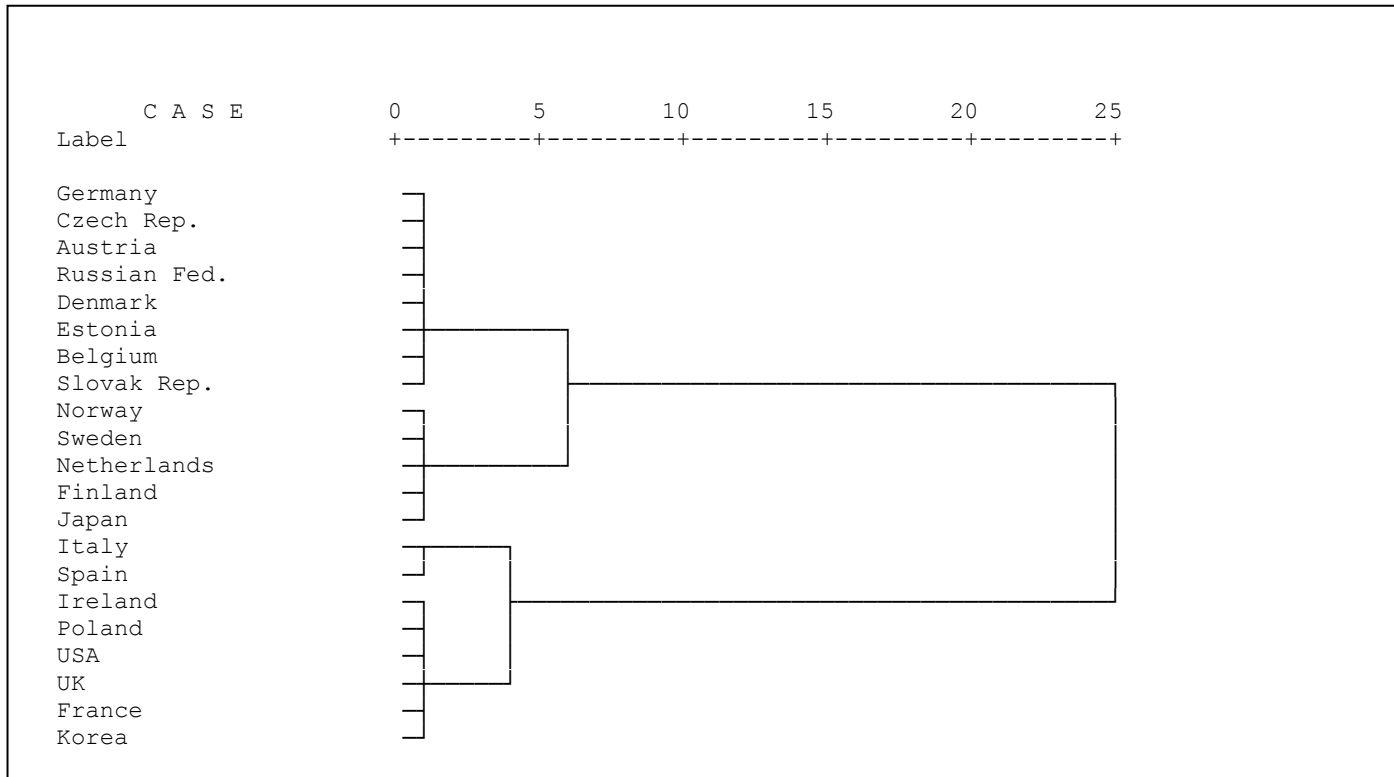 C A S E 0 5 10 15 20 25
Label +---------+---------+---------+---------+---------+
Germany
Czech Rep.
Austria
Russian Fed.
Denmark
Estonia
Belgium
Slovak Rep.
Norway
Sweden
Netherlands
Finland
Japan
Italy
Spain
Ireland
Poland
USA
UK
France
Korea